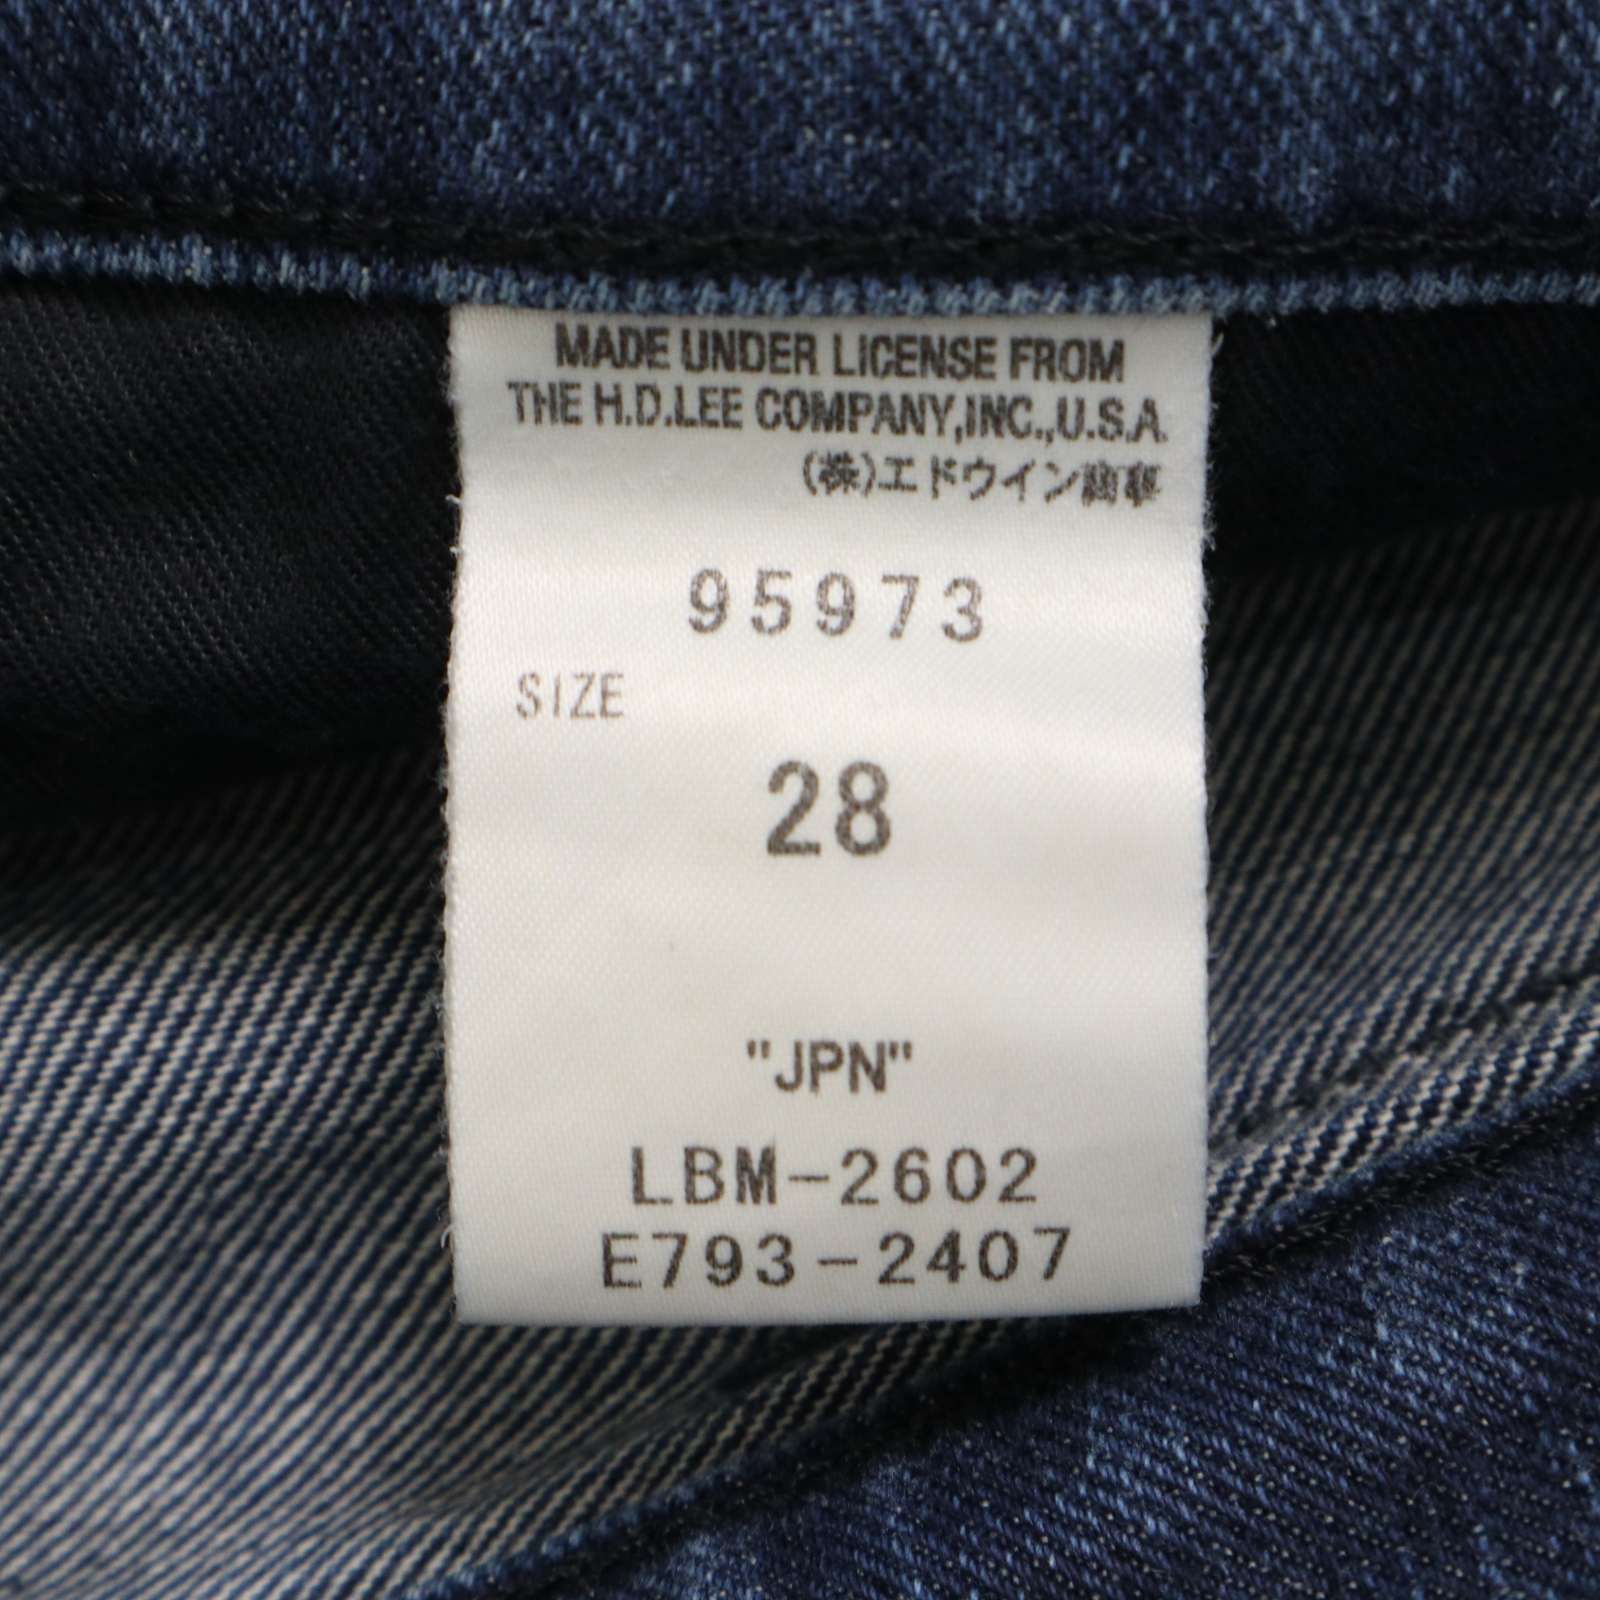 MADE UNDER LICENSE FROM
THE H.D.LEE COMPANY,INC.,U.S.A.
(株)エドウイン商事
95973
SIZE
28
"JPN"
LBM-2602
E793-2407